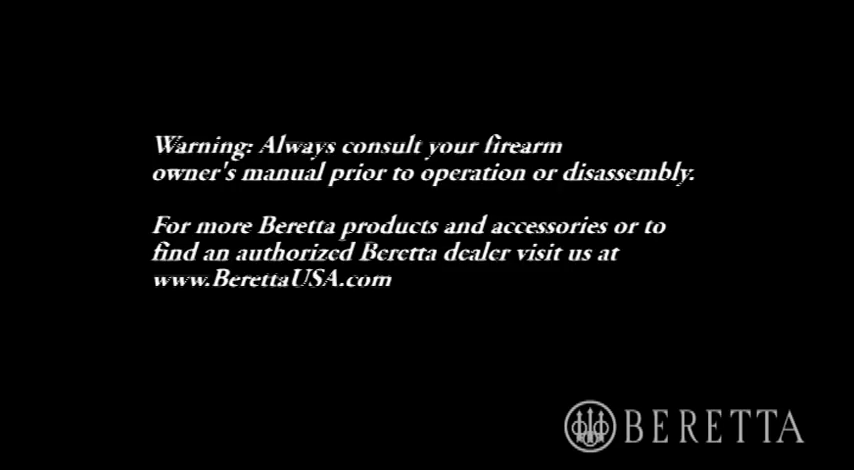 Warning: Always consult your firearm
owner's manual prior to operation or disassembly.
For more Beretta products and accessories or to
find an authorized Beretta dealer visit us at
www.BerettaUSA.com
BERETTA